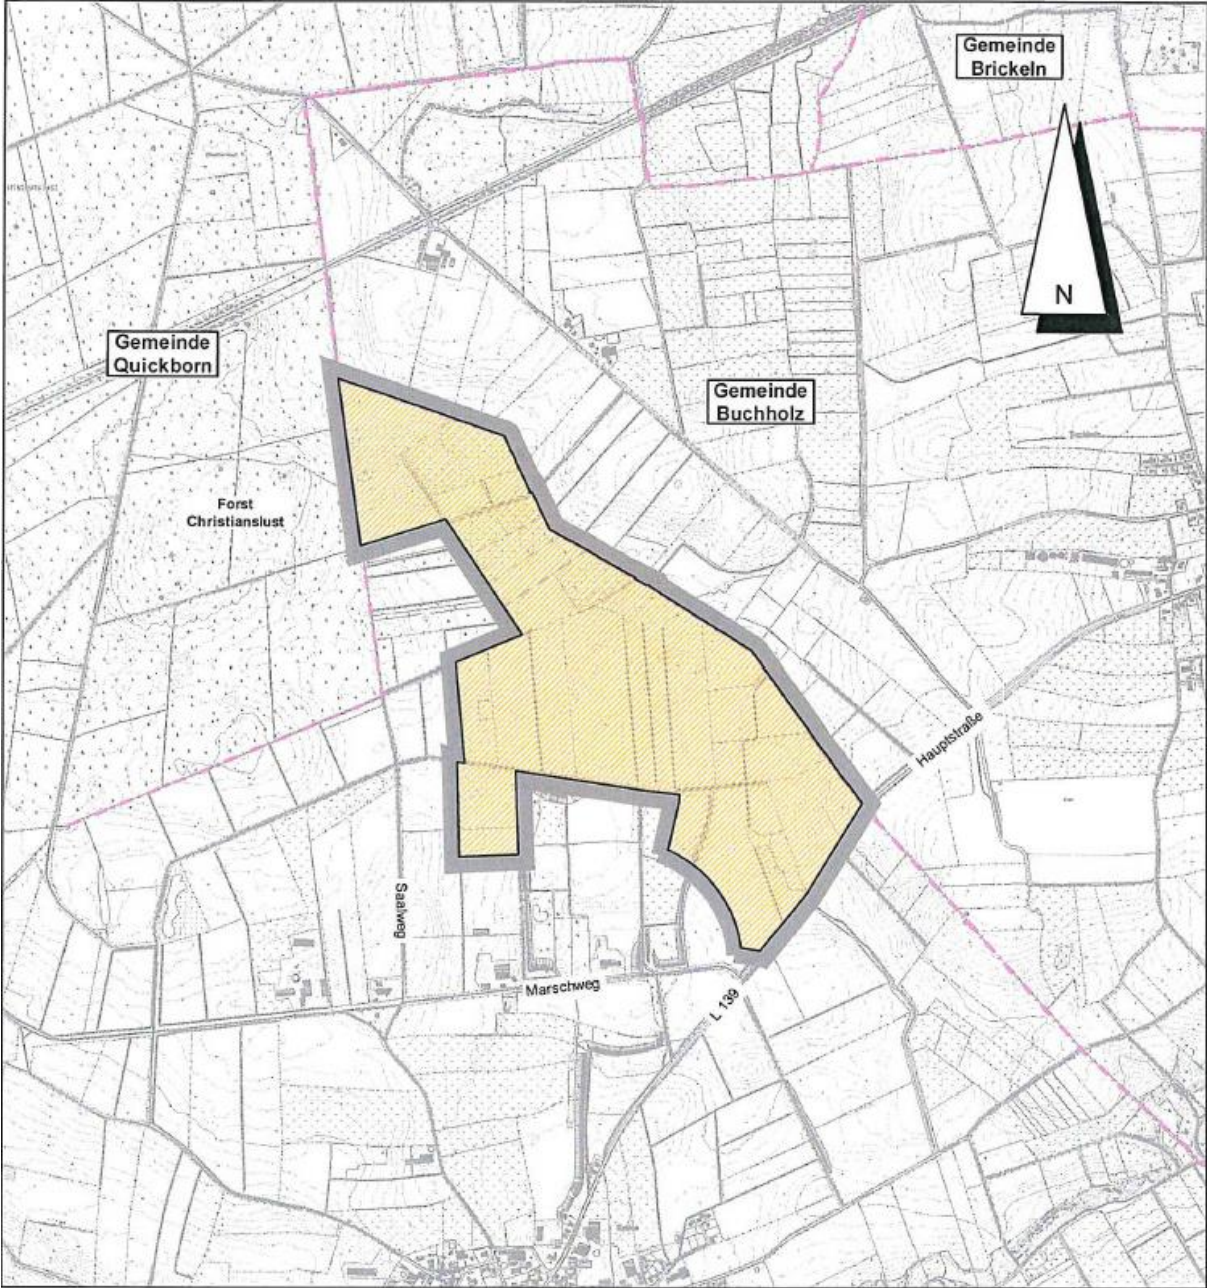 Gemeinde
Brickeln
N
Gemeinde
Quickborn
Gemeinde
Buchholz
Forst
Christianslust
Hauptstraße
Saalweg
Marschweg
L 139